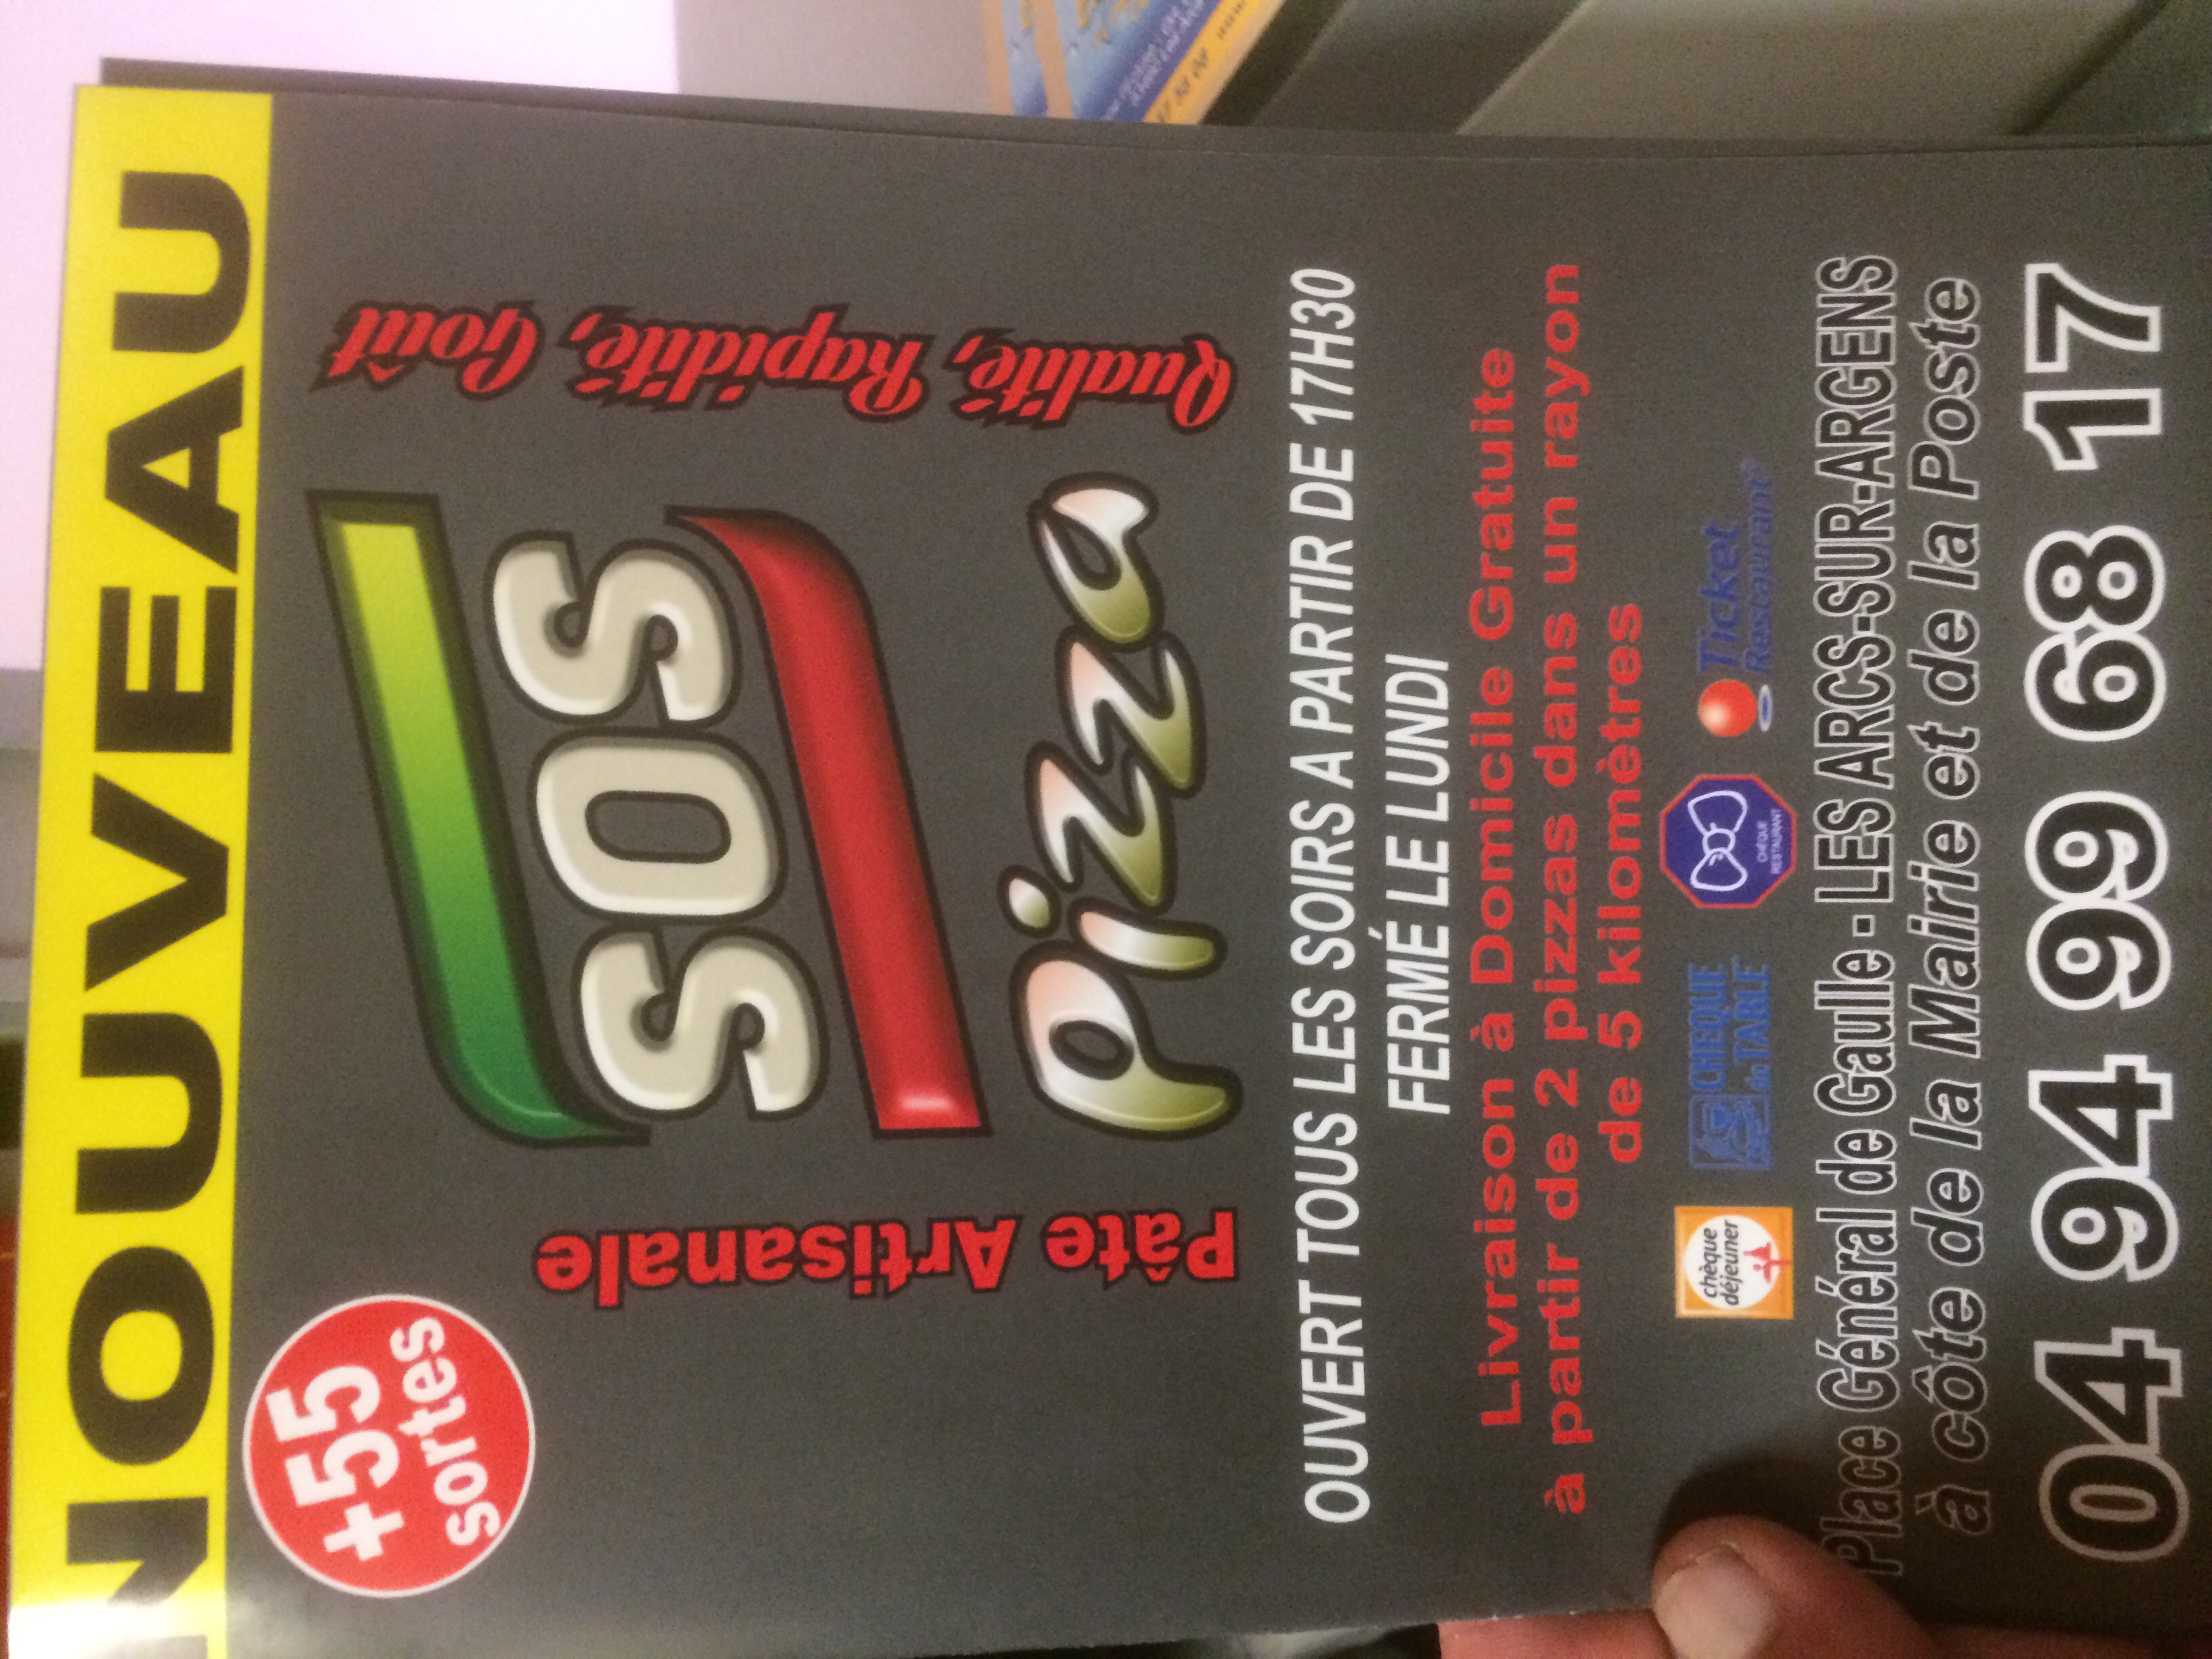 NOUVEAU
+55
sortes
Pâte Artisanale
SOS
pizza
Qualité, Rapidité, Goût
OUVERT TOUS LES SOIRS A PARTIR DE 17H30
FERMÉ LE LUNDI
Livraison à Domicile Gratuite
à partir de 2 pizzas dans un rayon
de 5 kilomètres
chèque
déjeuner
CHEQUE
de TABLE
CHEQUE
RESTAURANT
Ticket
Restaurant
Place Général de Gaulle - LES ARCS-SUR-ARGENS
à côte de la Mairie et de la Poste
04 94 99 68 17